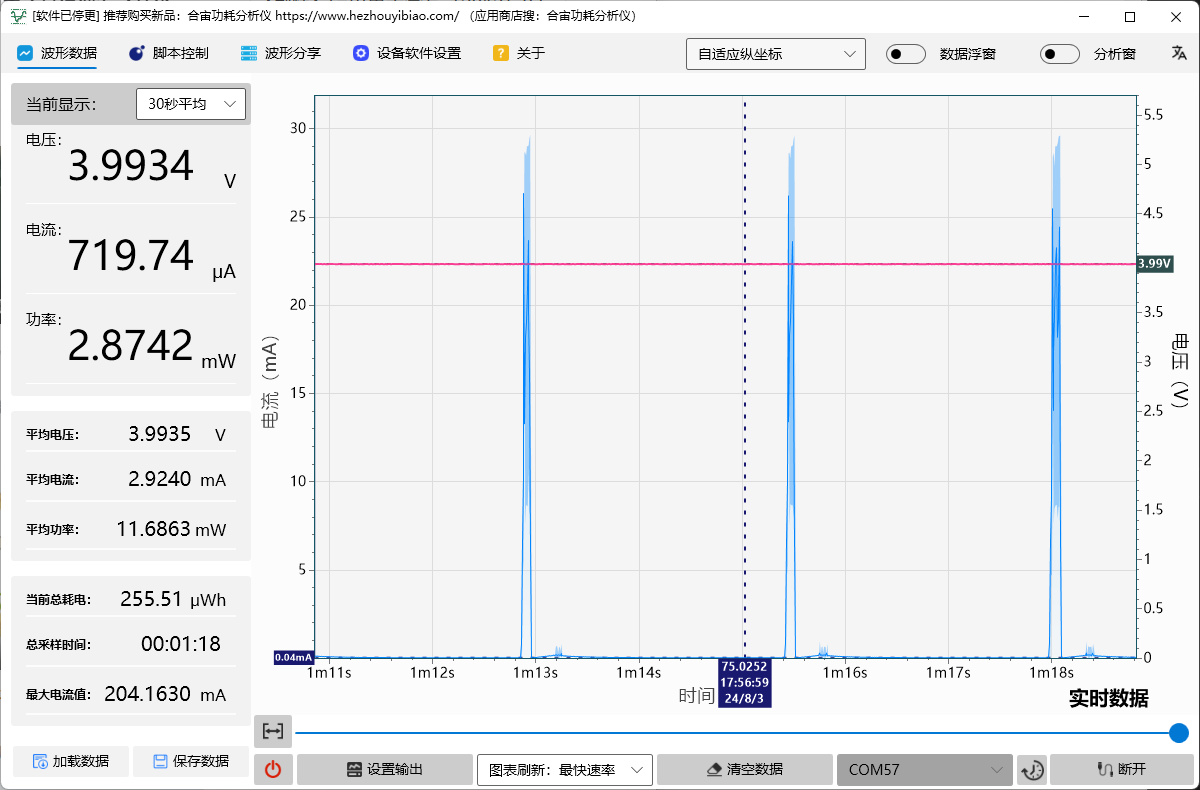 [软件已停更] 推荐购买新品：合宙功耗分析仪 https://www.hezhouyibiao.com/ （应用商店搜：合宙功耗分析仪）
波形数据 脚本控制 波形分享 设备软件设置 ? 关于 自适应纵坐标 数据浮窗 分析窗
当前显示: 30秒平均
电压:
3.9934 V
电流:
719.74 μA
功率:
2.8742 mW
平均电压: 3.9935 V
平均电流: 2.9240 mA
平均功率: 11.6863 mW
当前总耗电: 255.51 μWh
总采样时间: 00:01:18
最大电流值: 204.1630 mA
加载数据 保存数据
电流（mA）
30
25
20
15
10
5
0.04mA
5.5
5
4.5
3.99V
3.5
3
2.5
2
1.5
1
0.5
0
电压（V）
1m11s 1m12s 1m13s 1m14s 1m16s 1m17s 1m18s
75.0252
17:56:59
24/8/3
时间
实时数据
设置输出 图表刷新：最快速率 清空数据 COM57 断开